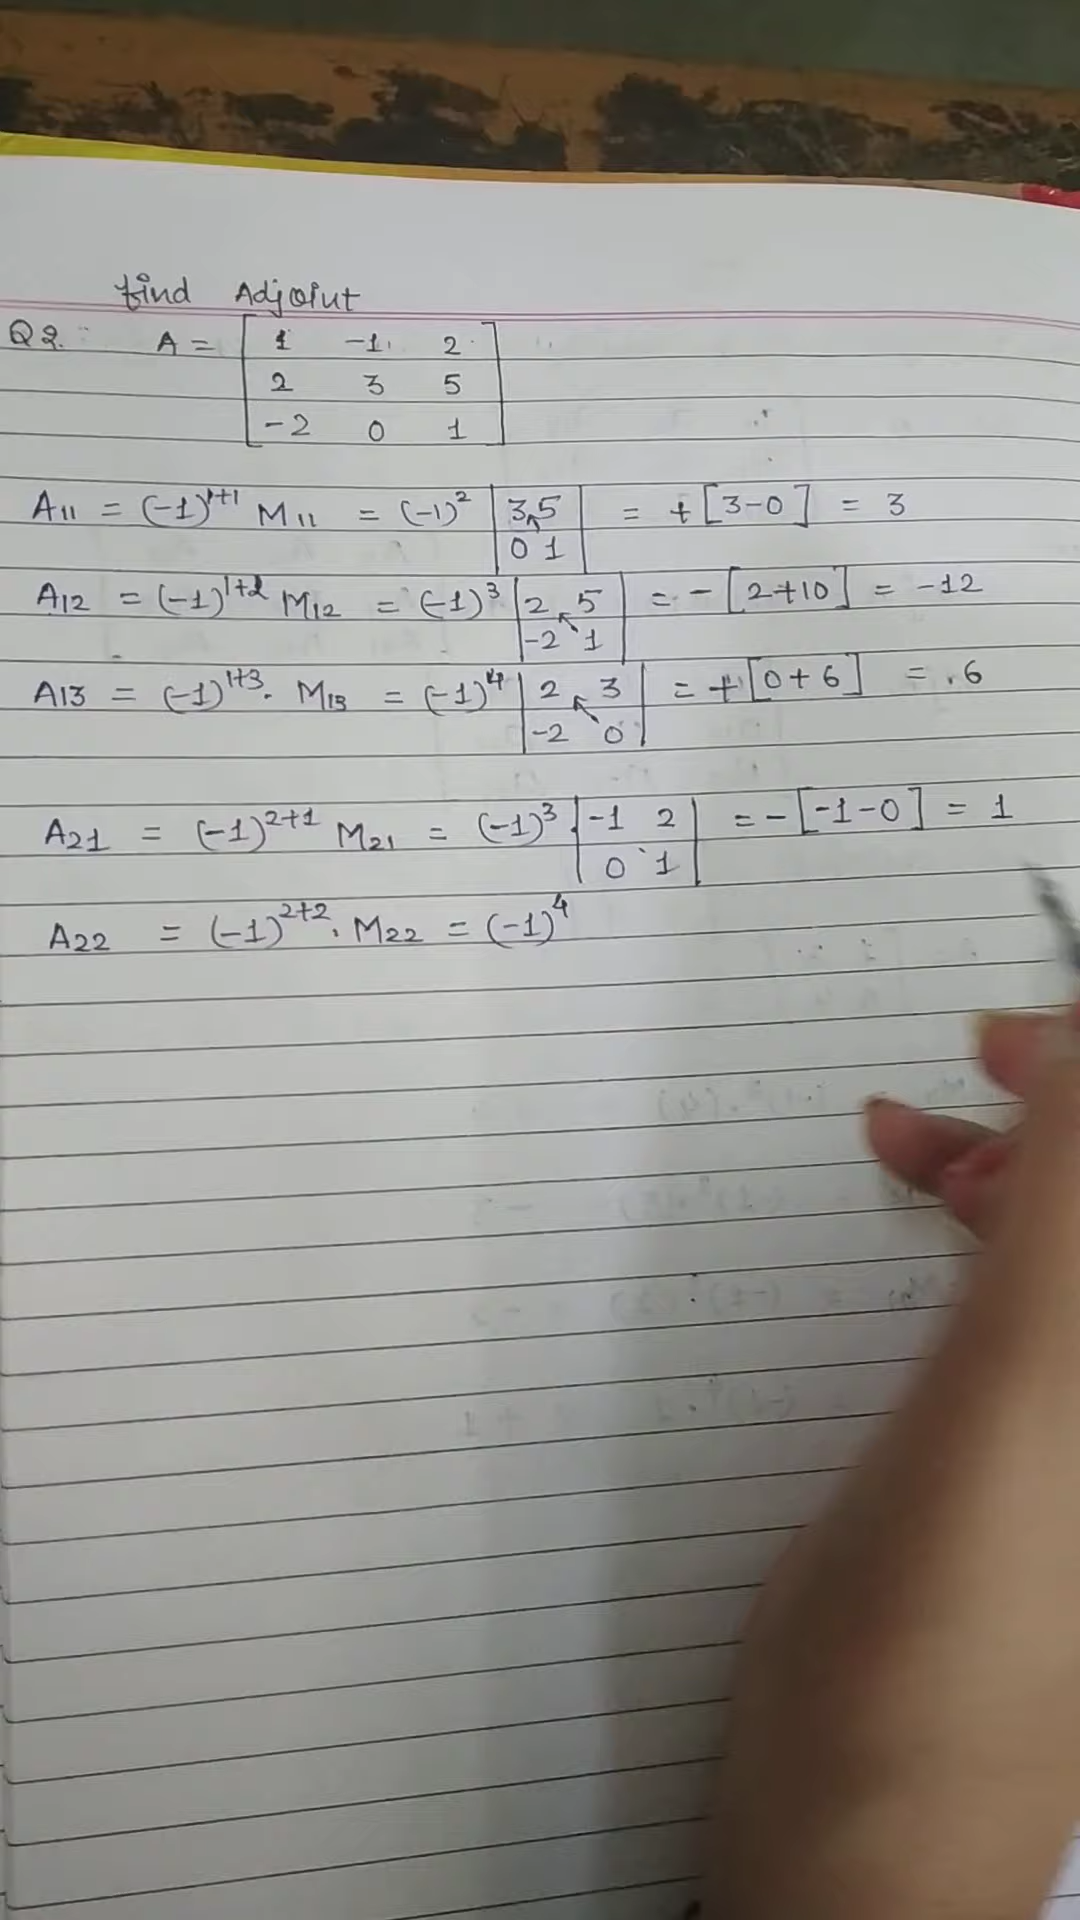 find Adjoint
Q2. A = [ 1 -1 2
2 3 5
-2 0 1 ]
A11 = (-1)^1+1 M11 = (-1)^2 | 3 5 | = +[3-0] = 3
0 1
A12 = (-1)^1+2 M12 = (-1)^3 | 2 5 | = -[2+10] = -12
-2 1
A13 = (-1)^1+3 . M13 = (-1)^4 | 2 3 | = +[0+6] = .6
-2 0
A21 = (-1)^2+1 M21 = (-1)^3 . | -1 2 | = -[-1-0] = 1
0 1
A22 = (-1)^2+2 . M22 = (-1)^4